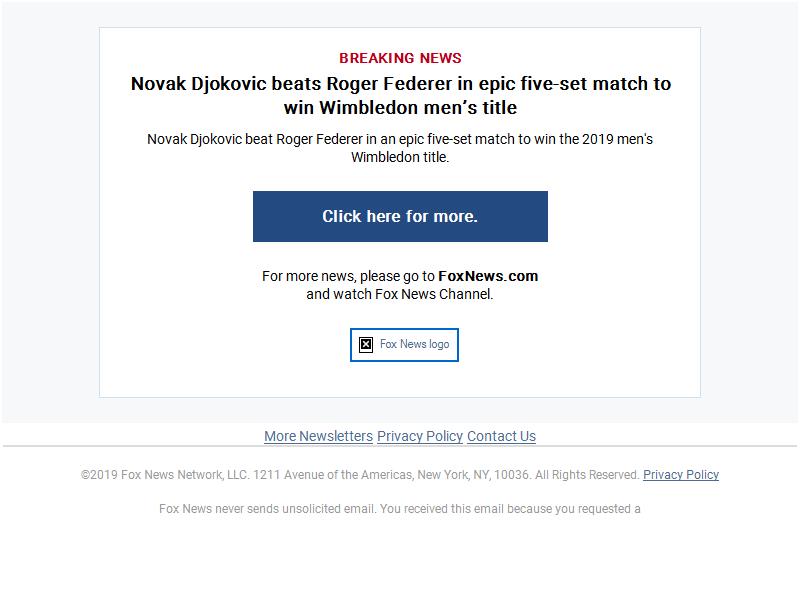 BREAKING NEWS
Novak Djokovic beats Roger Federer in epic five-set match to
win Wimbledon men’s title
Novak Djokovic beat Roger Federer in an epic five-set match to win the 2019 men's
Wimbledon title.
Click here for more.
For more news, please go to FoxNews.com
and watch Fox News Channel.
Fox News logo
More Newsletters Privacy Policy Contact Us
©2019 Fox News Network, LLC. 1211 Avenue of the Americas, New York, NY, 10036. All Rights Reserved. Privacy Policy
Fox News never sends unsolicited email. You received this email because you requested a